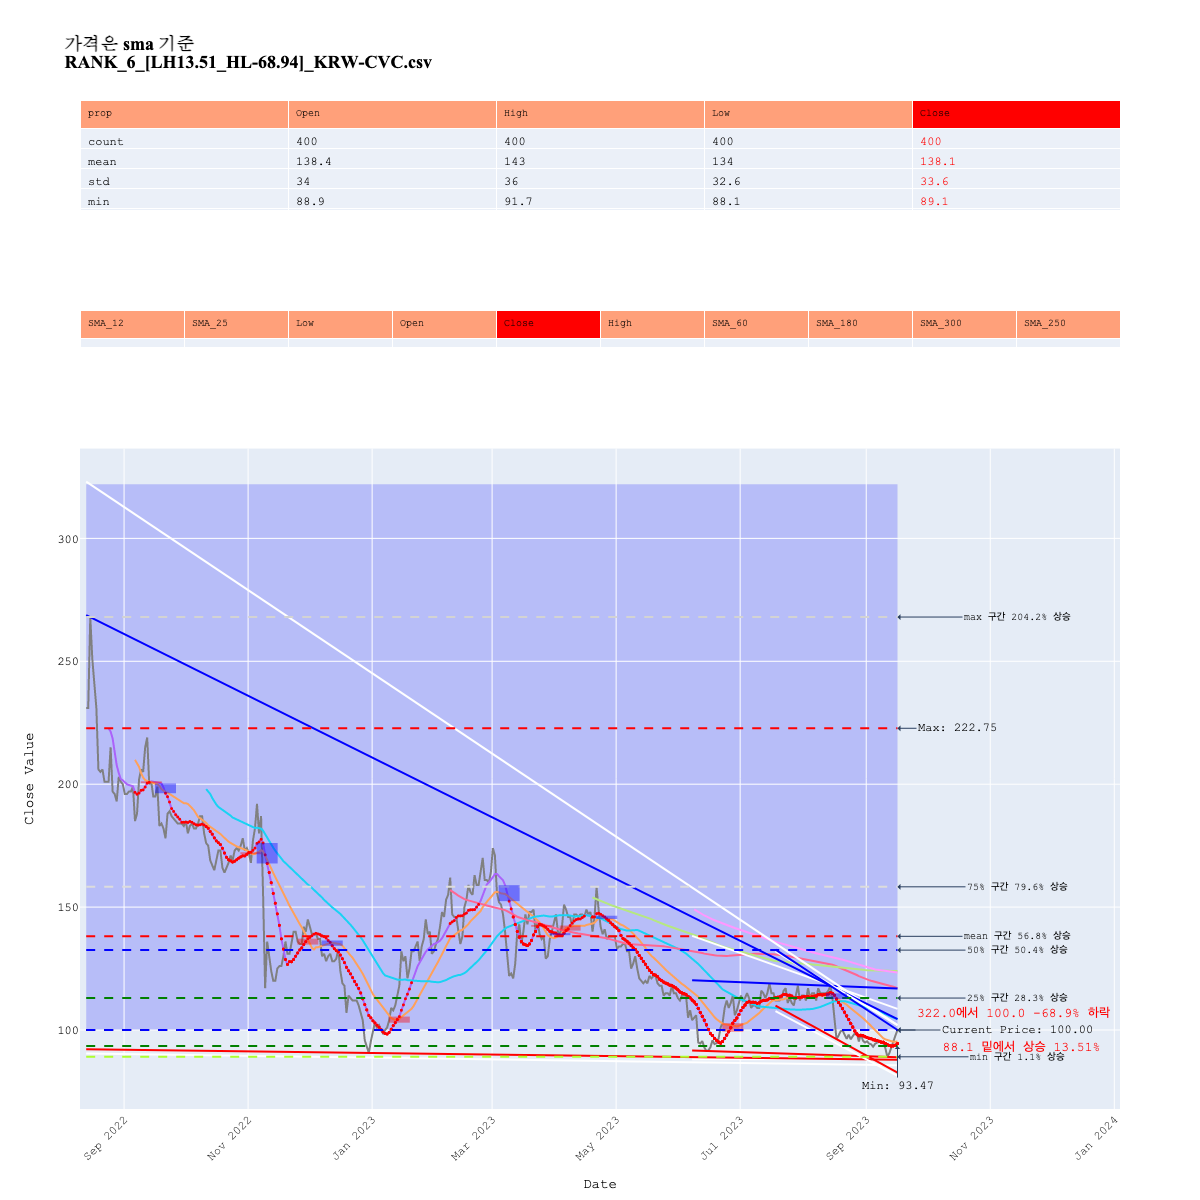 가격은 sma 기준
RANK_6_[LH13.51_HL-68.94]_KRW-CVC.csv
prop Open High Low Close
count 400 400 400 400
mean 138.4 143 134 138.1
std 34 36 32.6 33.6
min 88.9 91.7 88.1 89.1
SMA_12 SMA_25 Low Open Close High SMA_60 SMA_180 SMA_300 SMA_250
300
max 구간 204.2% 상승
250
Max: 222.75
200
75% 구간 79.6% 상승
150
mean 구간 56.8% 상승
50% 구간 50.4% 상승
25% 구간 28.3% 상승
322.0에서 100.0 -68.9% 하락
100
Current Price: 100.00
88.1 밑에서 상승 13.51%
min 구간 1.1% 상승
Min: 93.47
Close Value
Sep 2022 Nov 2022 Jan 2023 Mar 2023 May 2023 Jul 2023 Sep 2023 Nov 2023 Jan 2024
Date